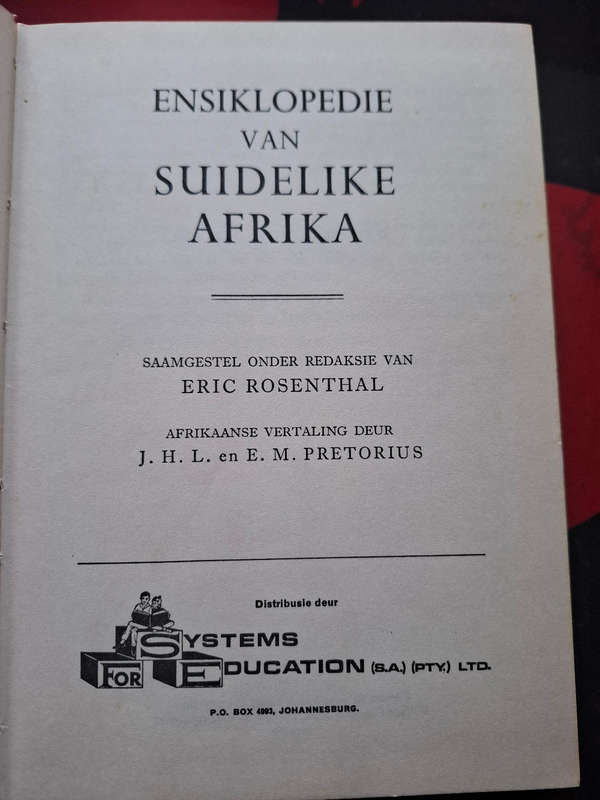 ENSIKLOPEDIE
VAN
SUIDELIKE
AFRIKA
SAAMGESTEL ONDER REDAKSIE VAN
ERIC ROSENTHAL
AFRIKAANSE VERTALING DEUR
J. H. L. en E. M. PRETORIUS
Distribusie deur
SYSTEMS
FOR EDUCATION (S.A.) (PTY.) LTD.
P.O. BOX 4993, JOHANNESBURG.